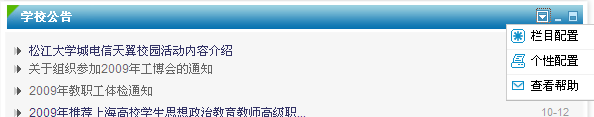 学校公告
栏目配置
松江大学城电信天翼校园活动内容介绍
个性配置
关于组织参加2009年工博会的通知
查看帮助
2009年教职工体检通知
2009年推荐上海高校学生思想政治教育教师高级职...
10-12